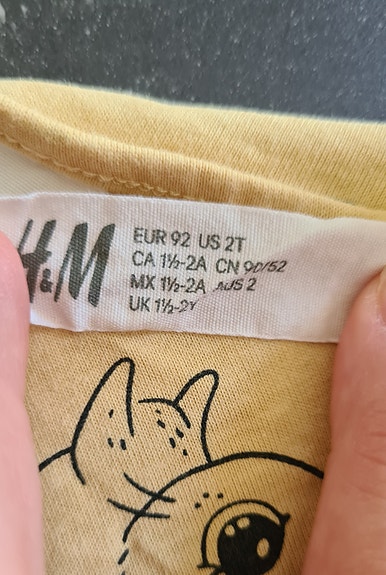 H&M
EUR 92 US 2T
CA 1½-2A CN 90/52
MX 1½-2A AUS 2
UK 1½-2Y